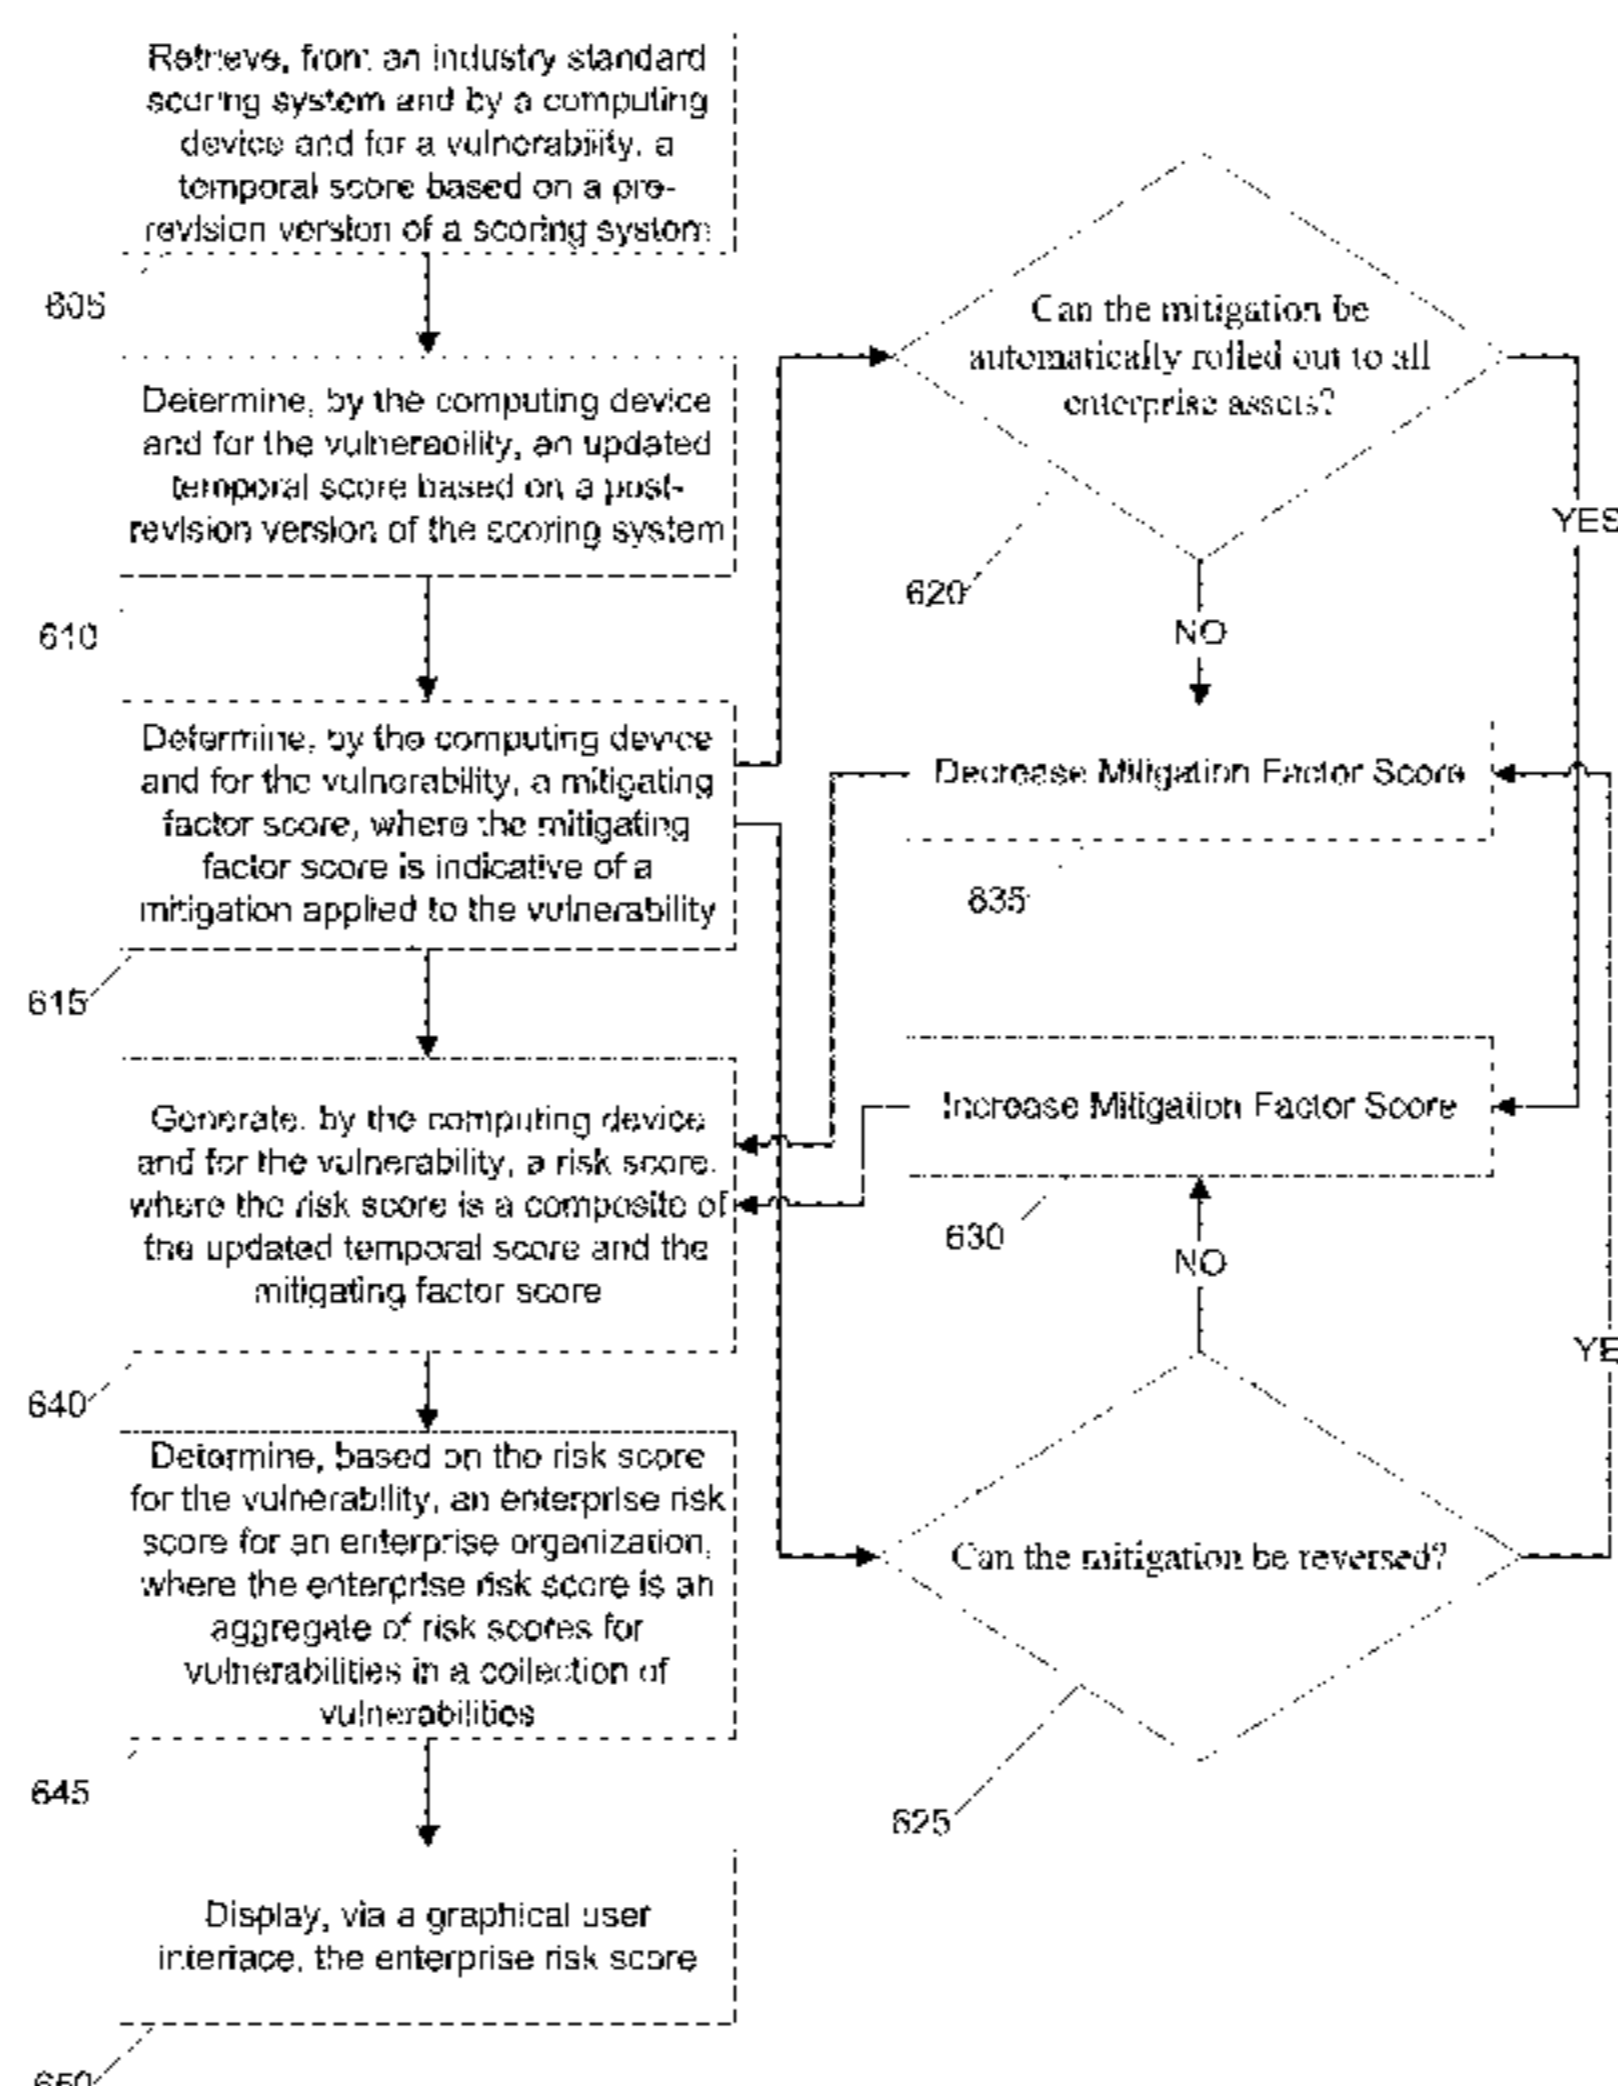 Retrieve, from an industry standard
scoring system and by a computing
device and for a vulnerability, a
temporal score based on a pre-
revision version of a scoring system
605
Determine, by the computing device
and for the vulnerability, an updated
temporal score based on a post-
revision version of the scoring system
610
Determine, by the computing device
and for the vulnerability, a mitigating
factor score, where the mitigating
factor score is indicative of a
mitigation applied to the vulnerability
615
Generate, by the computing device
and for the vulnerability, a risk score,
where the risk score is a composite of
the updated temporal score and the
mitigating factor score
640
Determine, based on the risk score
for the vulnerability, an enterprise risk
score for an enterprise organization,
where the enterprise risk score is an
aggregate of risk scores for
vulnerabilities in a collection of
vulnerabilities
645
Display, via a graphical user
interface, the enterprise risk score
650
Can the mitigation be
automatically rolled out to all
enterprise assets?
YES
620
NO
Decrease Mitigation Factor Score
635
Increase Mitigation Factor Score
630
NO
YE
Can the mitigation be reversed?
625